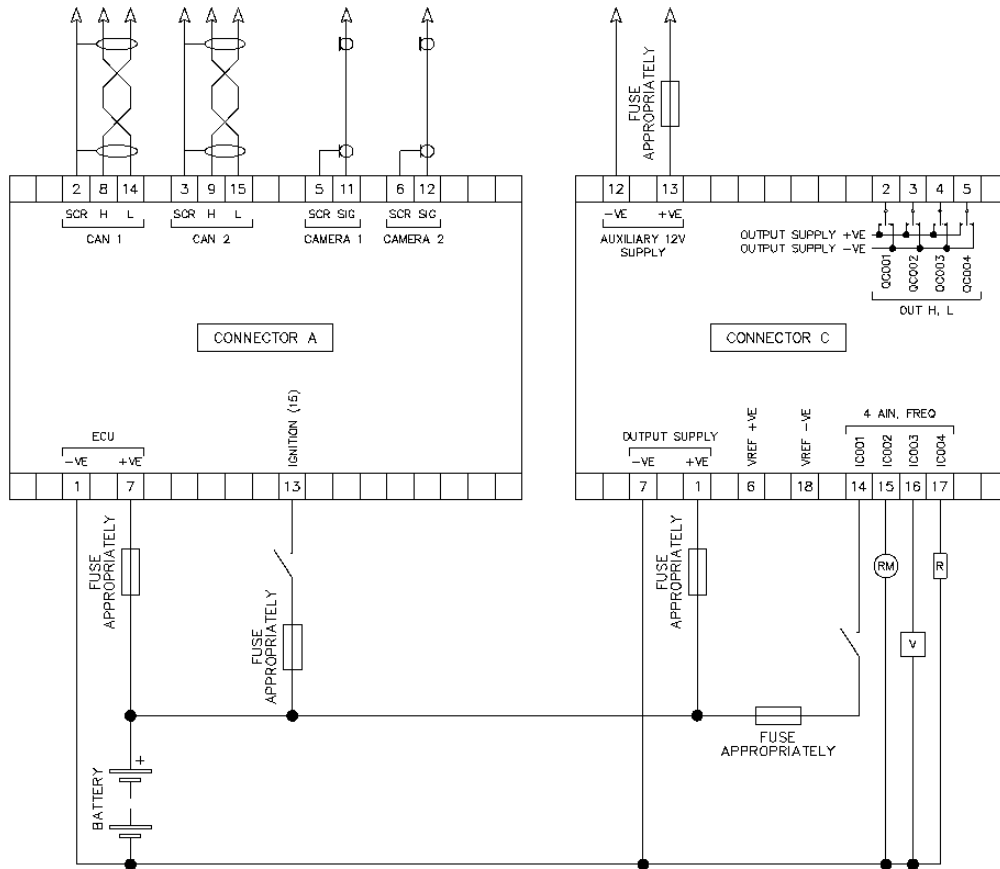 FUSE
APPROPRIATELY
2 8 14 3 9 15 5 11 6 12
SCR H L SCR H L SCR SIG SCR SIG
CAN 1 CAN 2 CAMERA 1 CAMERA 2
CONNECTOR A
IGNITION (15)
ECU
-VE +VE
1 7 13
12 13 2 3 4 5
-VE +VE
AUXILIARY 12V
SUPPLY
OUTPUT SUPPLY +VE
OUTPUT SUPPLY -VE
QC001 QC002 QC003 QC004
OUT H, L
CONNECTOR C
4 AIN, FREQ
OUTPUT SUPPLY
-VE +VE
VREF +VE
VREF -VE
IC001 IC002 IC003 IC004
7 1 6 18 14 15 16 17
FUSE
APPROPRIATELY
FUSE
APPROPRIATELY
FUSE
APPROPRIATELY
RM
R
V
FUSE
APPROPRIATELY
+
BATTERY